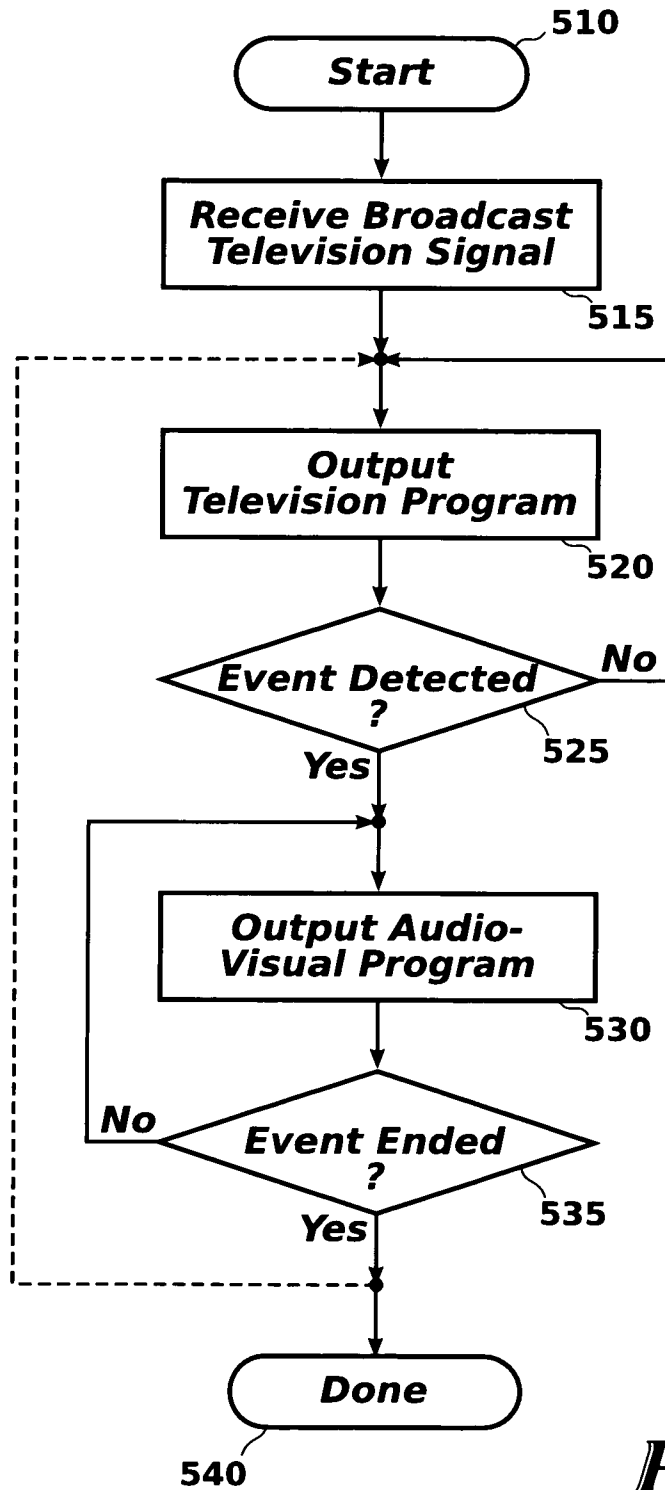 510
Start
Receive Broadcast
Television Signal
515
Output
Television Program
520
Event Detected
?
No
525
Yes
Output Audio-
Visual Program
530
No
Event Ended
?
535
Yes
Done
540